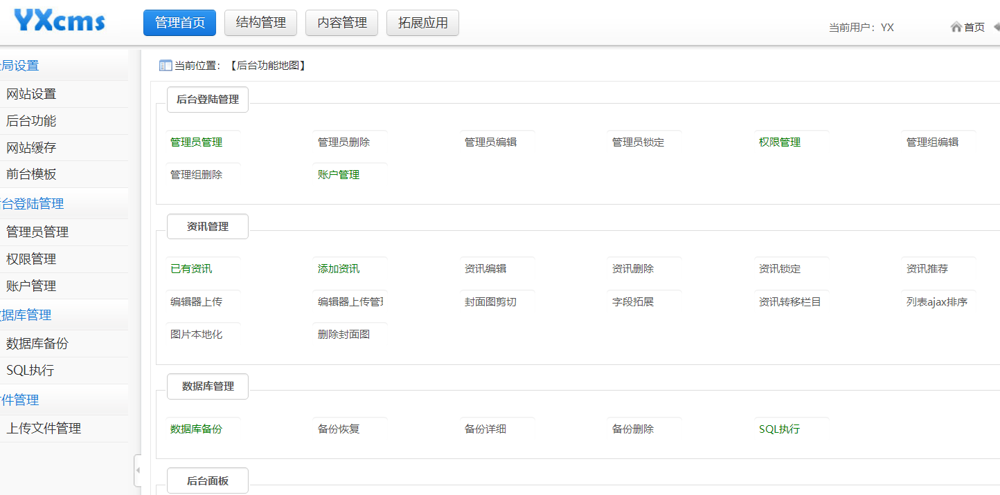 YXcms
管理首页 结构管理 内容管理 拓展应用
当前用户：YX 首页
局设置
网站设置
后台功能
网站缓存
前台模板
台登陆管理
管理员管理
权限管理
账户管理
据库管理
数据库备份
SQL执行
件管理
上传文件管理
当前位置：【后台功能地图】
后台登陆管理
管理员管理 管理员删除 管理员编辑 管理员锁定 权限管理 管理组编辑
管理组删除 账户管理
资讯管理
已有资讯 添加资讯 资讯编辑 资讯删除 资讯锁定 资讯推荐
编辑器上传 编辑器上传管 封面图剪切 字段拓展 资讯转移栏目 列表ajax排序
图片本地化 删除封面图
数据库管理
数据库备份 备份恢复 备份详细 备份删除 SQL执行
后台面板